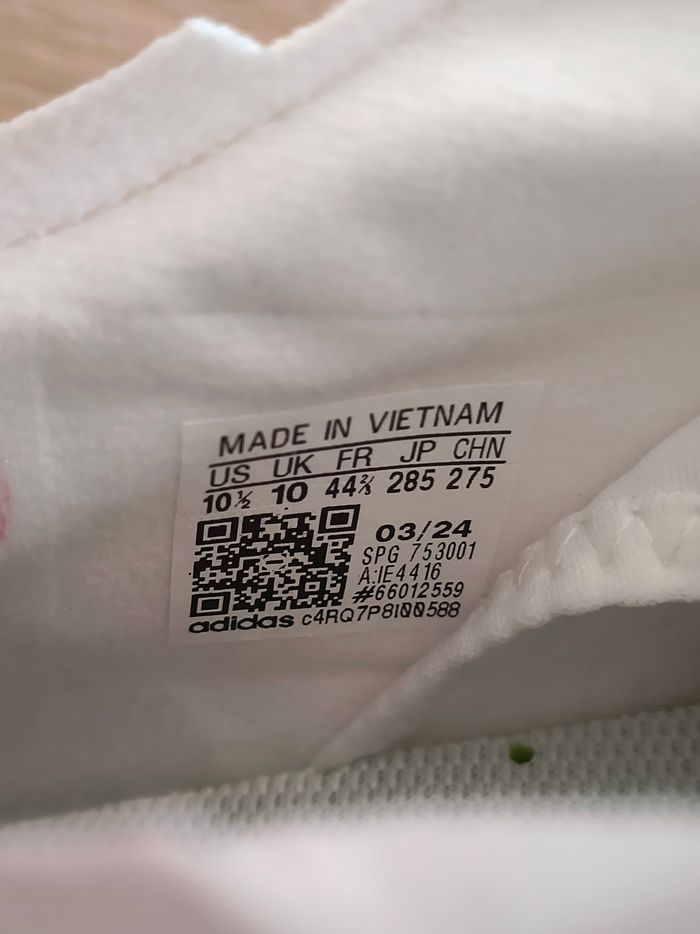 MADE IN VIETNAM
US UK FR JP CHN
10½ 10 44⅔ 285 275
03/24
SPG 753001
A:IE4416
#66012559
adidas c4RQ7P8I00588